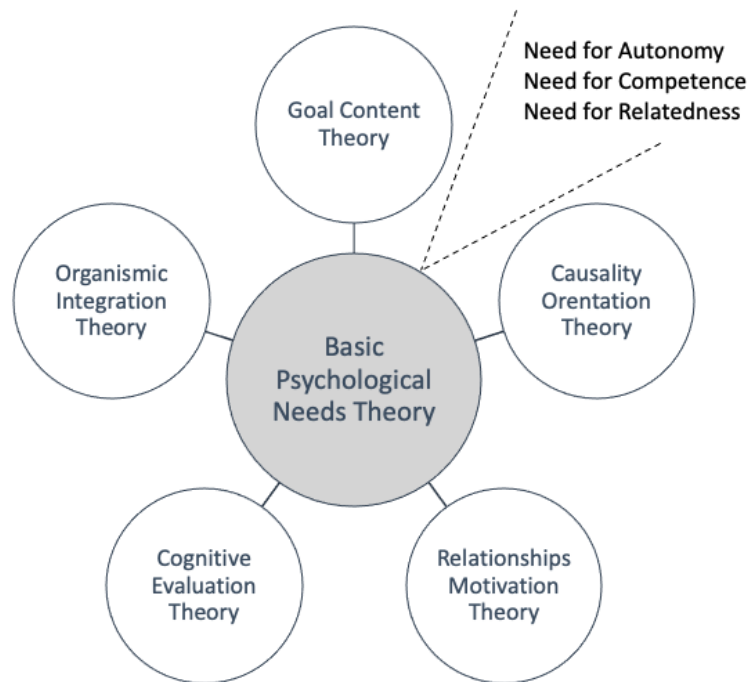 Need for Autonomy
Need for Competence
Need for Relatedness
Goal Content
Theory
Organismic
Integration
Theory
Causality
Orentation
Theory
Basic
Psychological
Needs Theory
Cognitive
Evaluation
Theory
Relationships
Motivation
Theory